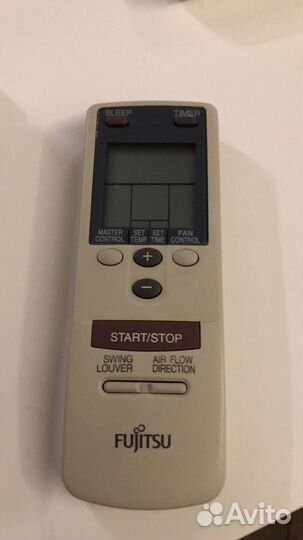 SLEEP TIMER
MASTER CONTROL SET TEMP. SET TIME FAN CONTROL
+
−
START/STOP
SWING LOUVER AIR FLOW DIRECTION
FUJITSU
Avito